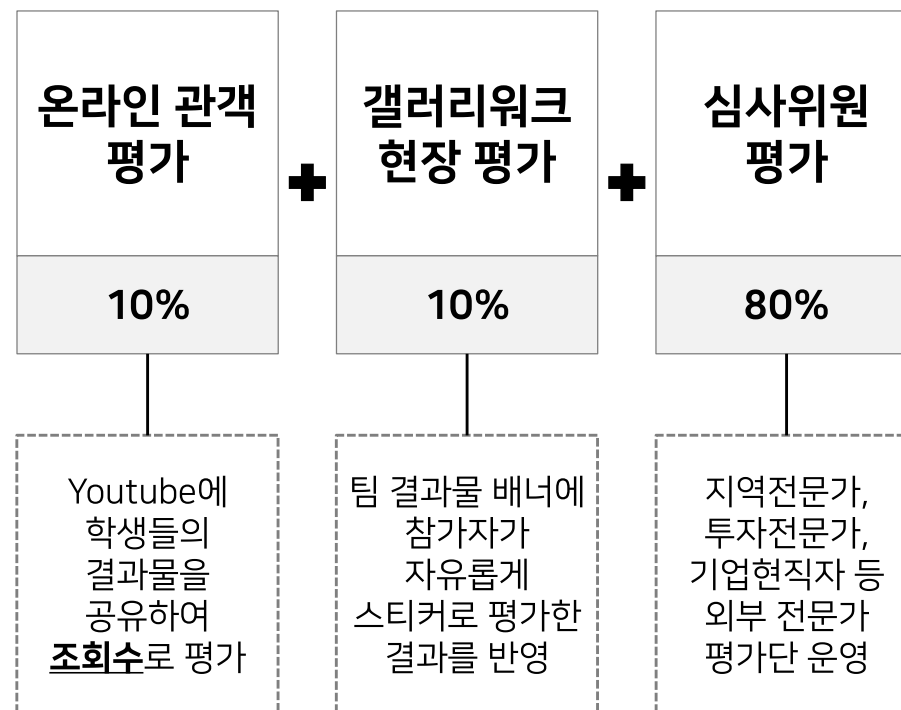 온라인 관객
평가
10%
Youtube에
학생들의
결과물을
공유하여
조회수로 평가
✚
갤러리워크
현장 평가
10%
팀 결과물 배너에
참가자가
자유롭게
스티커로 평가한
결과를 반영
✚
심사위원
평가
80%
지역전문가,
투자전문가,
기업현직자 등
외부 전문가
평가단 운영